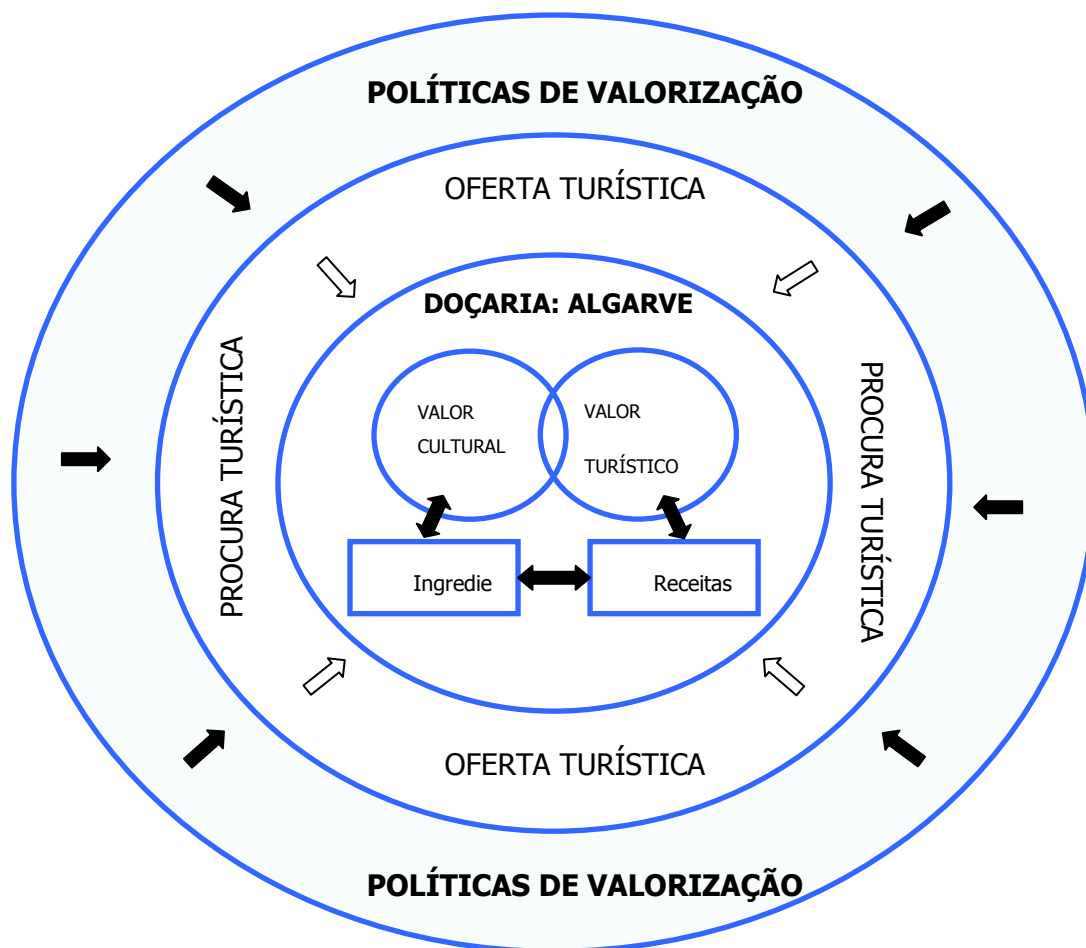 POLÍTICAS DE VALORIZAÇÃO
OFERTA TURÍSTICA
DOÇARIA: ALGARVE
PROCURA TURÍSTICA
PROCURA TURÍSTICA
VALOR
CULTURAL
VALOR
TURÍSTICO
Ingredie
Receitas
OFERTA TURÍSTICA
POLÍTICAS DE VALORIZAÇÃO